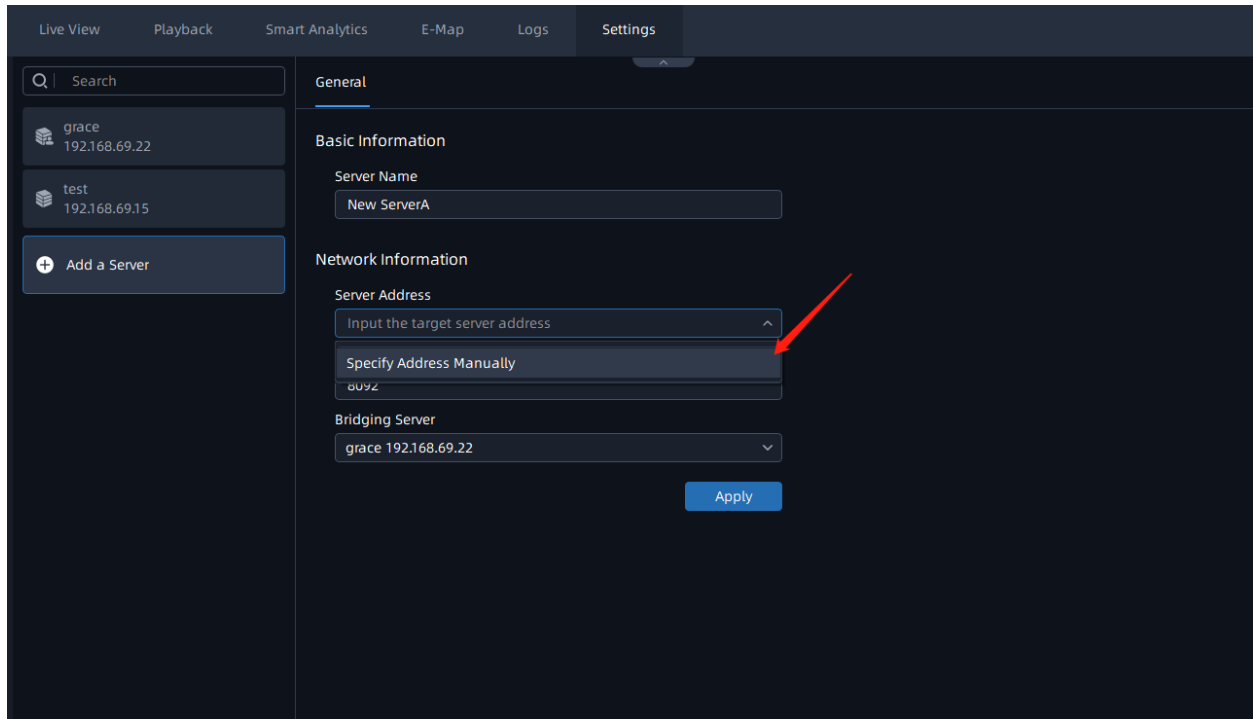 Live View Playback Smart Analytics E-Map Logs Settings
Search
grace
192.168.69.22
test
192.168.69.15
Add a Server
General
Basic Information
Server Name
New ServerA
Network Information
Server Address
Input the target server address
Specify Address Manually
8092
Bridging Server
grace 192.168.69.22
Apply